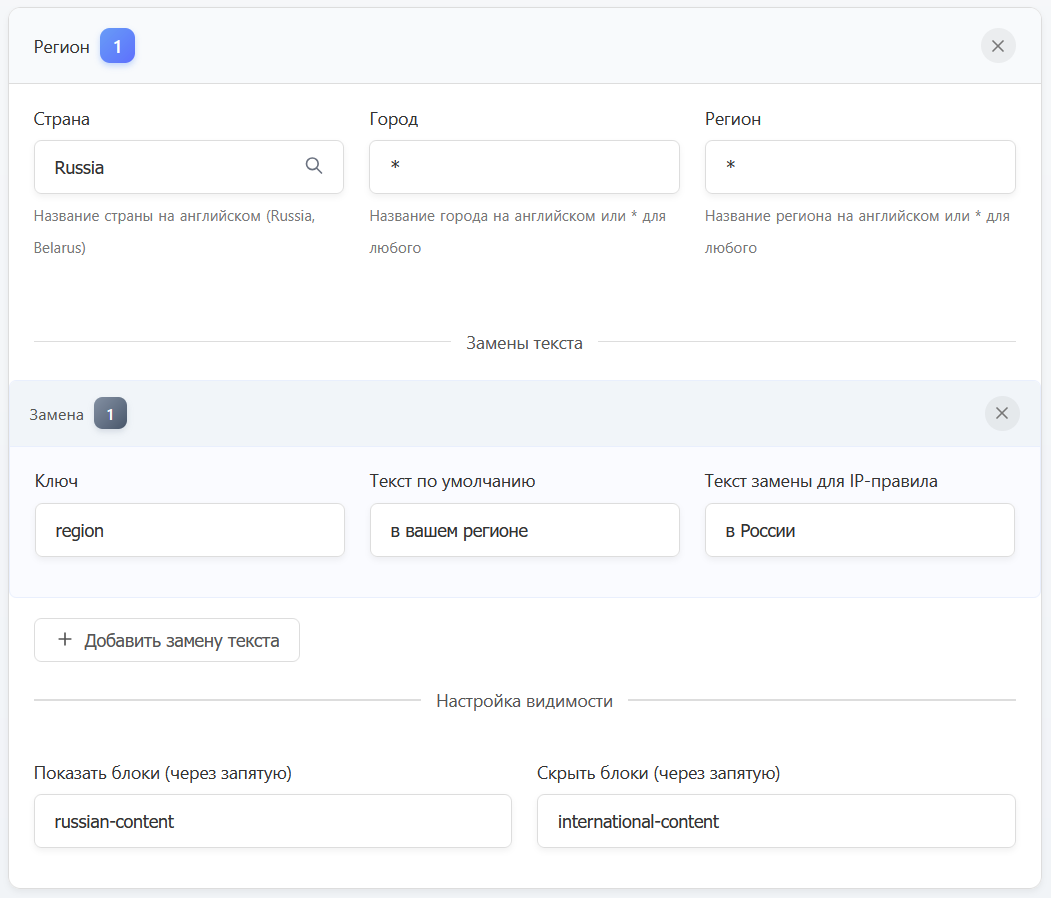 Регион 1
Страна
Город
Регион
Russia
*
*
Название страны на английском (Russia,
Belarus)
Название города на английском или * для
любого
Название региона на английском или * для
любого
Замены текста
Замена 1
Ключ
Текст по умолчанию
Текст замены для IP-правила
region
в вашем регионе
в России
+ Добавить замену текста
Настройка видимости
Показать блоки (через запятую)
Скрыть блоки (через запятую)
russian-content
international-content